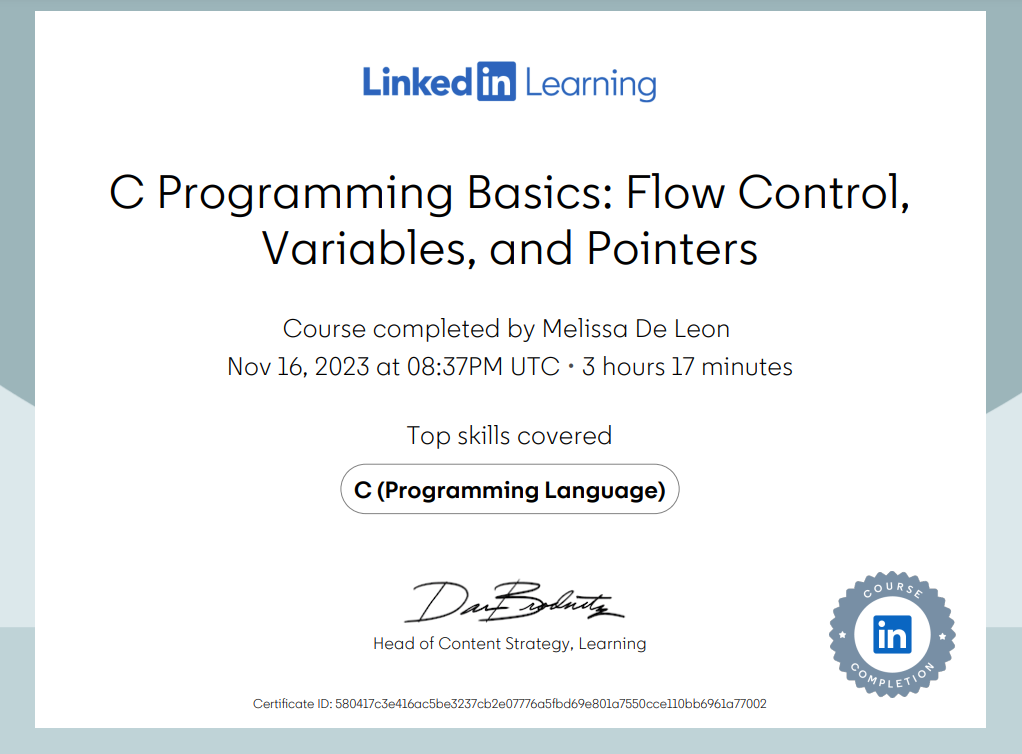 Linked in Learning
C Programming Basics: Flow Control,
Variables, and Pointers
Course completed by Melissa De Leon
Nov 16, 2023 at 08:37PM UTC • 3 hours 17 minutes
Top skills covered
C (Programming Language)
Dan Brodnitz
Head of Content Strategy, Learning
COURSE
in
COMPLETION
Certificate ID: 580417c3e416ac5be3237cb2e07776a5fbd69e801a7550cce110bb6961a77002